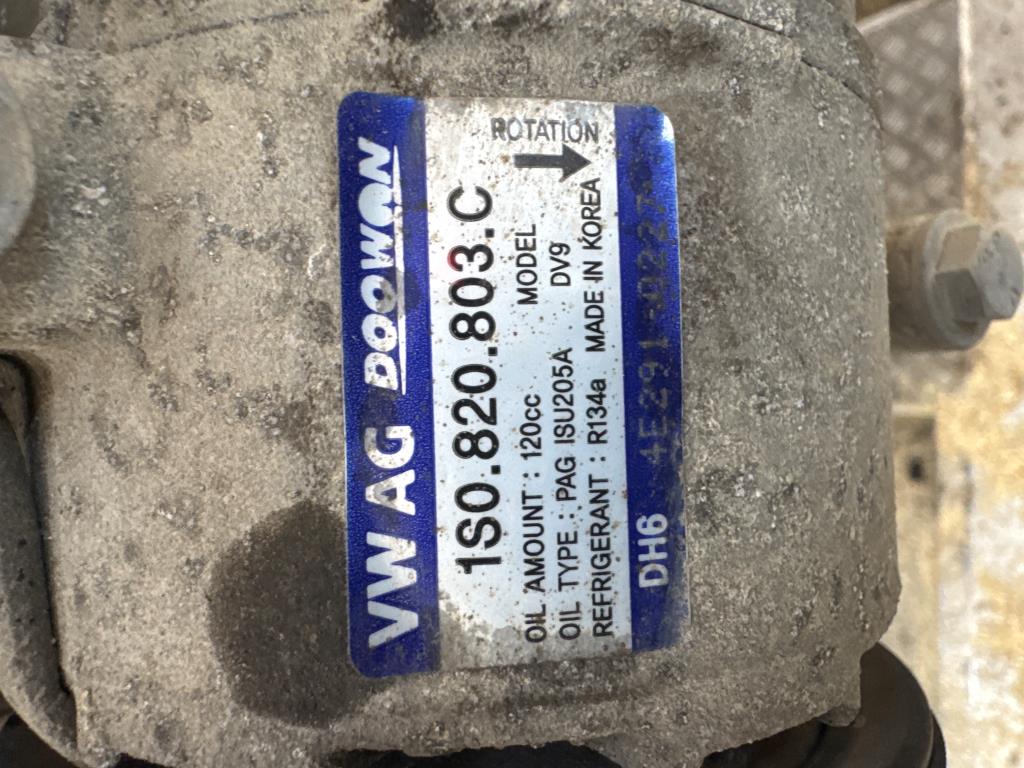 VW AG DOOWON
ROTATION
1S0.820.803.C
OIL AMOUNT : 120cc MODEL
OIL TYPE : PAG ISU205A DV9
REFRIGERANT : R134a MADE IN KOREA
DH6